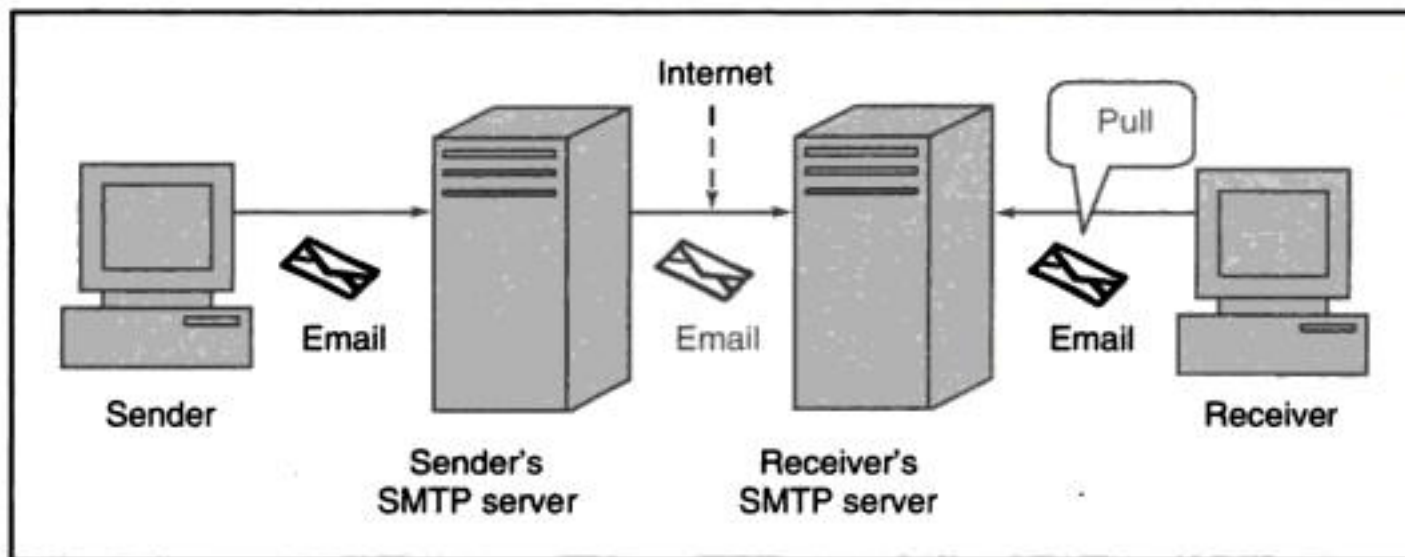 Internet
Pull
Email
Email
Email
Sender
Receiver
Sender's
SMTP server
Receiver's
SMTP server